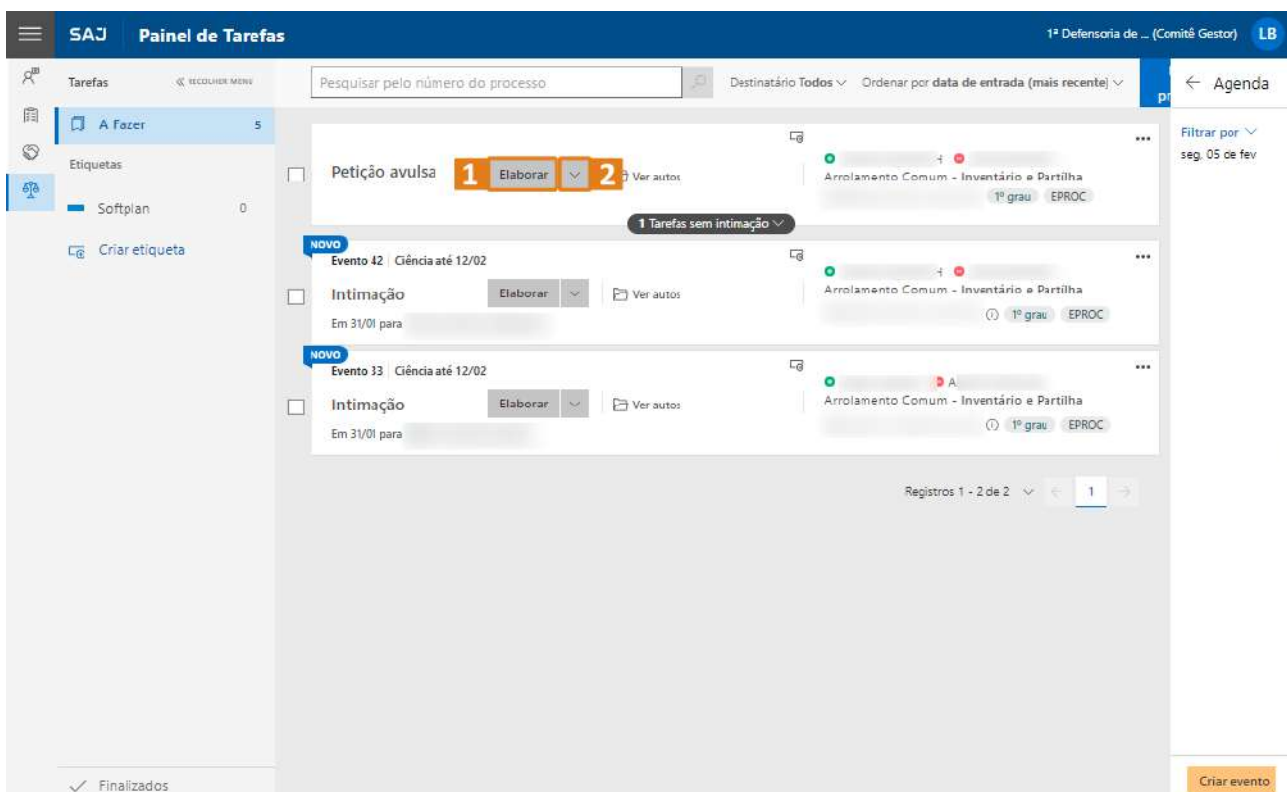 SAJ Painel de Tarefas 1ª Defensoria de ... (Comitê Gestor) LB
Tarefas RECOLHER MENU
Pesquisar pelo número do processo
Destinatário Todos Ordenar por data de entrada (mais recente)
Agenda
A Fazer 5
Filtrar por
seg, 05 de fev
Etiquetas
Softplan 0
Criar etiqueta
Petição avulsa 1 Elaborar 2 Ver autos
Arrolamento Comum - Inventário e Partilha
1º grau EPROC
1 Tarefas sem intimação
NOVO
Evento 42 Ciência até 12/02
Intimação Elaborar Ver autos
Em 31/01 para
Arrolamento Comum - Inventário e Partilha
1º grau EPROC
NOVO
Evento 33 Ciência até 12/02
Intimação Elaborar Ver autos
Em 31/01 para
A
Arrolamento Comum - Inventário e Partilha
1º grau EPROC
Registros 1 - 2 de 2 1
Finalizados
Criar evento